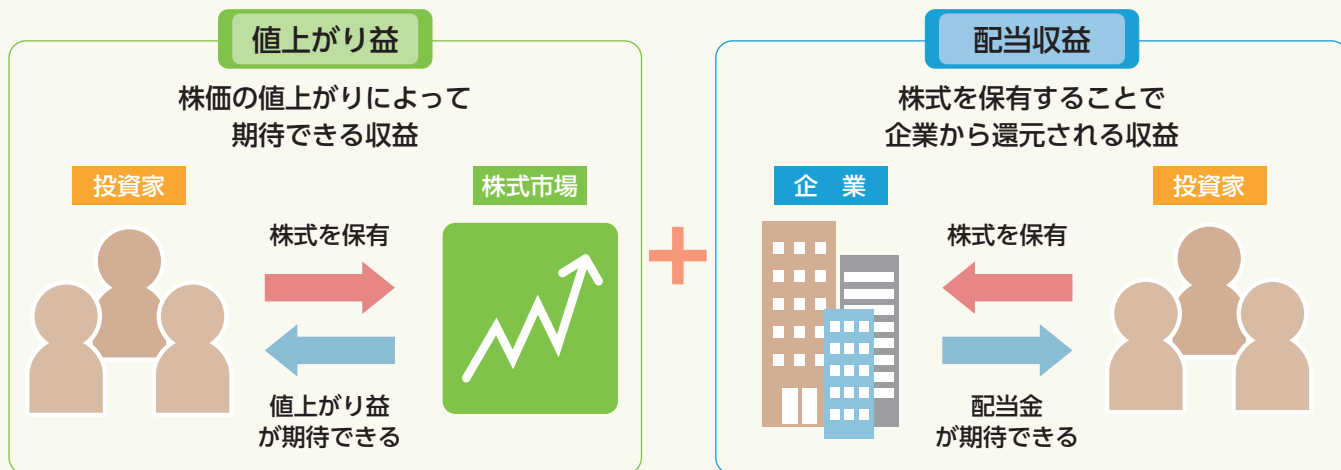 値上がり益
株価の値上がりによって
期待できる収益
投資家
株式市場
株式を保有
値上がり益
が期待できる
+
配当収益
株式を保有することで
企業から還元される収益
企　業
投資家
株式を保有
配当金
が期待できる